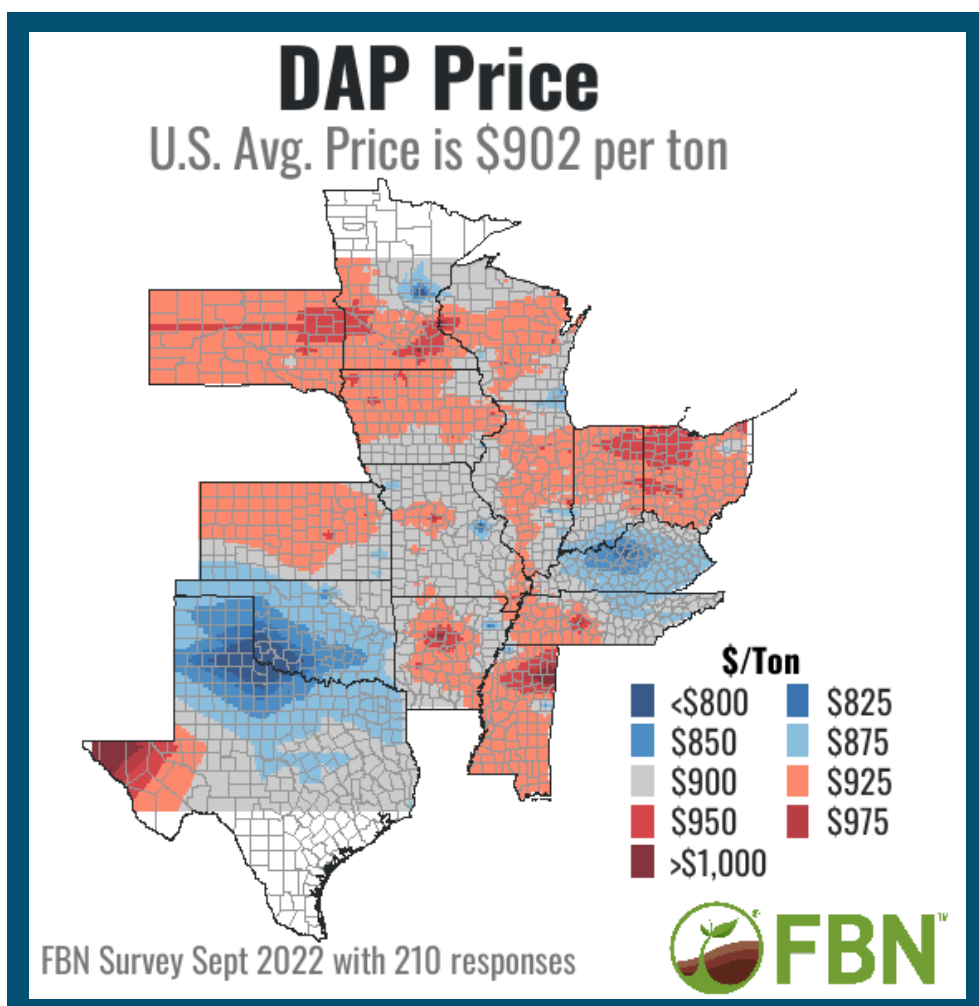 DAP Price
U.S. Avg. Price is $902 per ton
$/Ton
<$800 $825
$850 $875
$900 $925
$950 $975
>$1,000
FBN Survey Sept 2022 with 210 responses
® FBN™